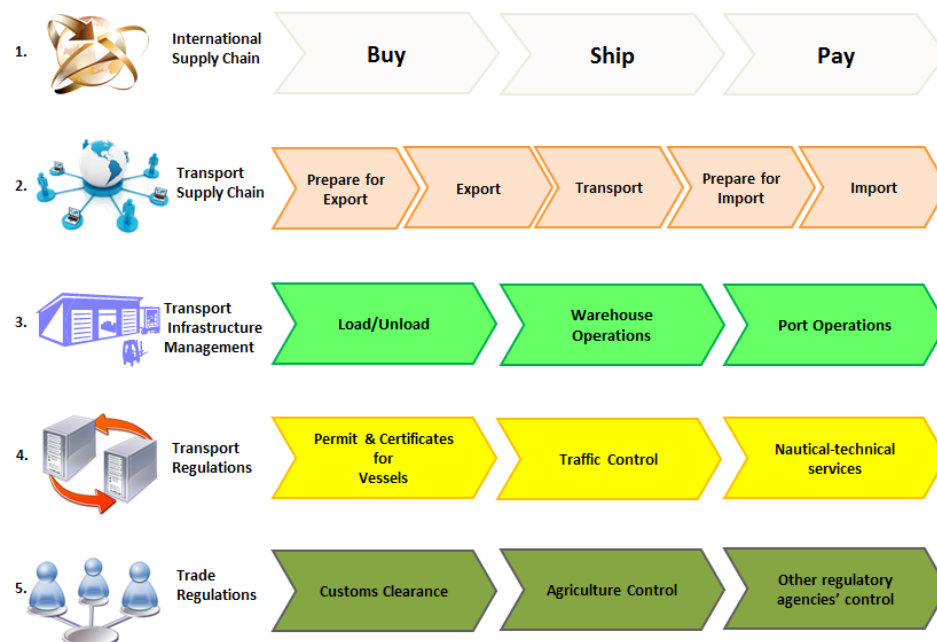 1.
International
Supply Chain
Buy
Ship
Pay
2.
Transport
Supply Chain
Prepare for
Export
Export
Transport
Prepare for
Import
Import
3.
Transport
Infrastructure
Management
Load/Unload
Warehouse
Operations
Port Operations
4.
Transport
Regulations
Permit & Certificates
for
Vessels
Traffic Control
Nautical-technical
services
5.
Trade
Regulations
Customs Clearance
Agriculture Control
Other regulatory
agencies’ control